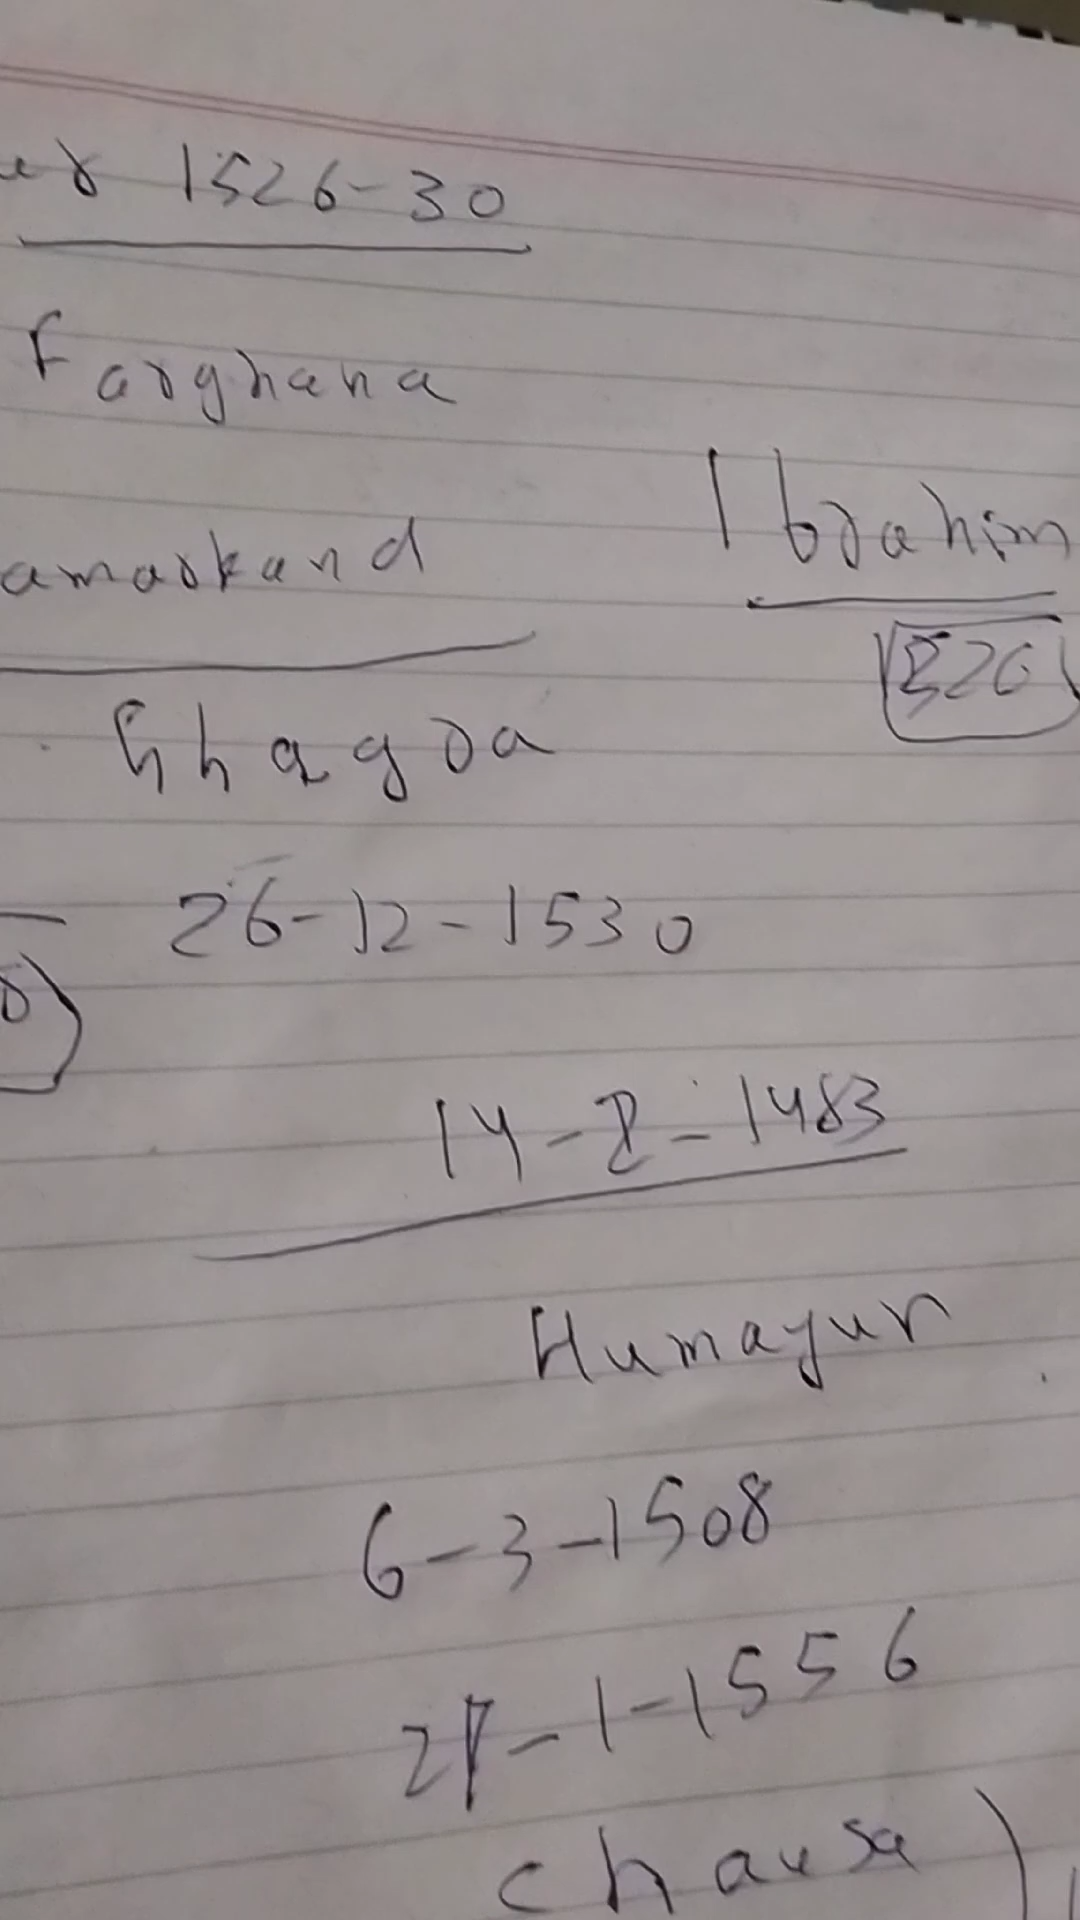 1526-30
Farghana
amarkand
Ibrahim
Ghagra
26-12-1530
14-2-1483
Humayun
6-3-1508
27-1-1556
chausa)